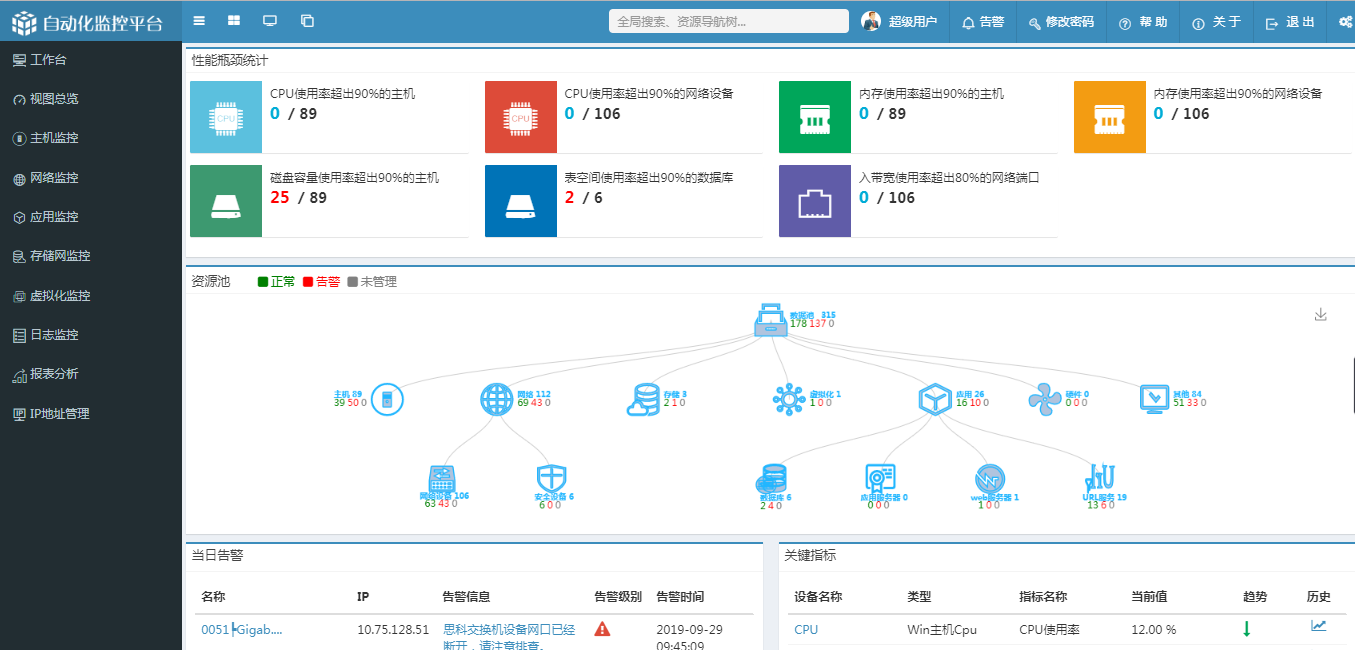 自动化监控平台
全局搜索、资源导航树...
超级用户 告警 修改密码 帮 助 关 于 退 出
工作台
视图总览
主机监控
网络监控
应用监控
存储网监控
虚拟化监控
日志监控
报表分析
IP地址管理
性能瓶颈统计
CPU
CPU使用率超出90%的主机
0 / 89
CPU
CPU使用率超出90%的网络设备
0 / 106
内存使用率超出90%的主机
0 / 89
内存使用率超出90%的网络设备
0 / 106
磁盘容量使用率超出90%的主机
25 / 89
表空间使用率超出90%的数据库
2 / 6
入带宽使用率超出80%的网络端口
0 / 106
资源池 正常 告警 未管理
数据池 315
178 137 0
主机 89
39 50 0
网络 112
69 43 0
存储 3
2 1 0
虚拟化 1
1 0 0
应用 26
16 10 0
硬件 0
0 0 0
其他 84
51 33 0
网络设备 106
63 43 0
安全设备 6
6 0 0
数据库 6
2 4 0
应用服务器 0
0 0 0
web服务器 1
1 0 0
URL服务 19
13 6 0
当日告警
名称 IP 告警信息 告警级别 告警时间
0051┡Gigab.... 10.75.128.51 思科交换机设备网口已经 2019-09-29
断开，请注意排查。 09:45:09
关键指标
设备名称 类型 指标名称 当前值 趋势 历史
CPU Win主机Cpu CPU使用率 12.00 %